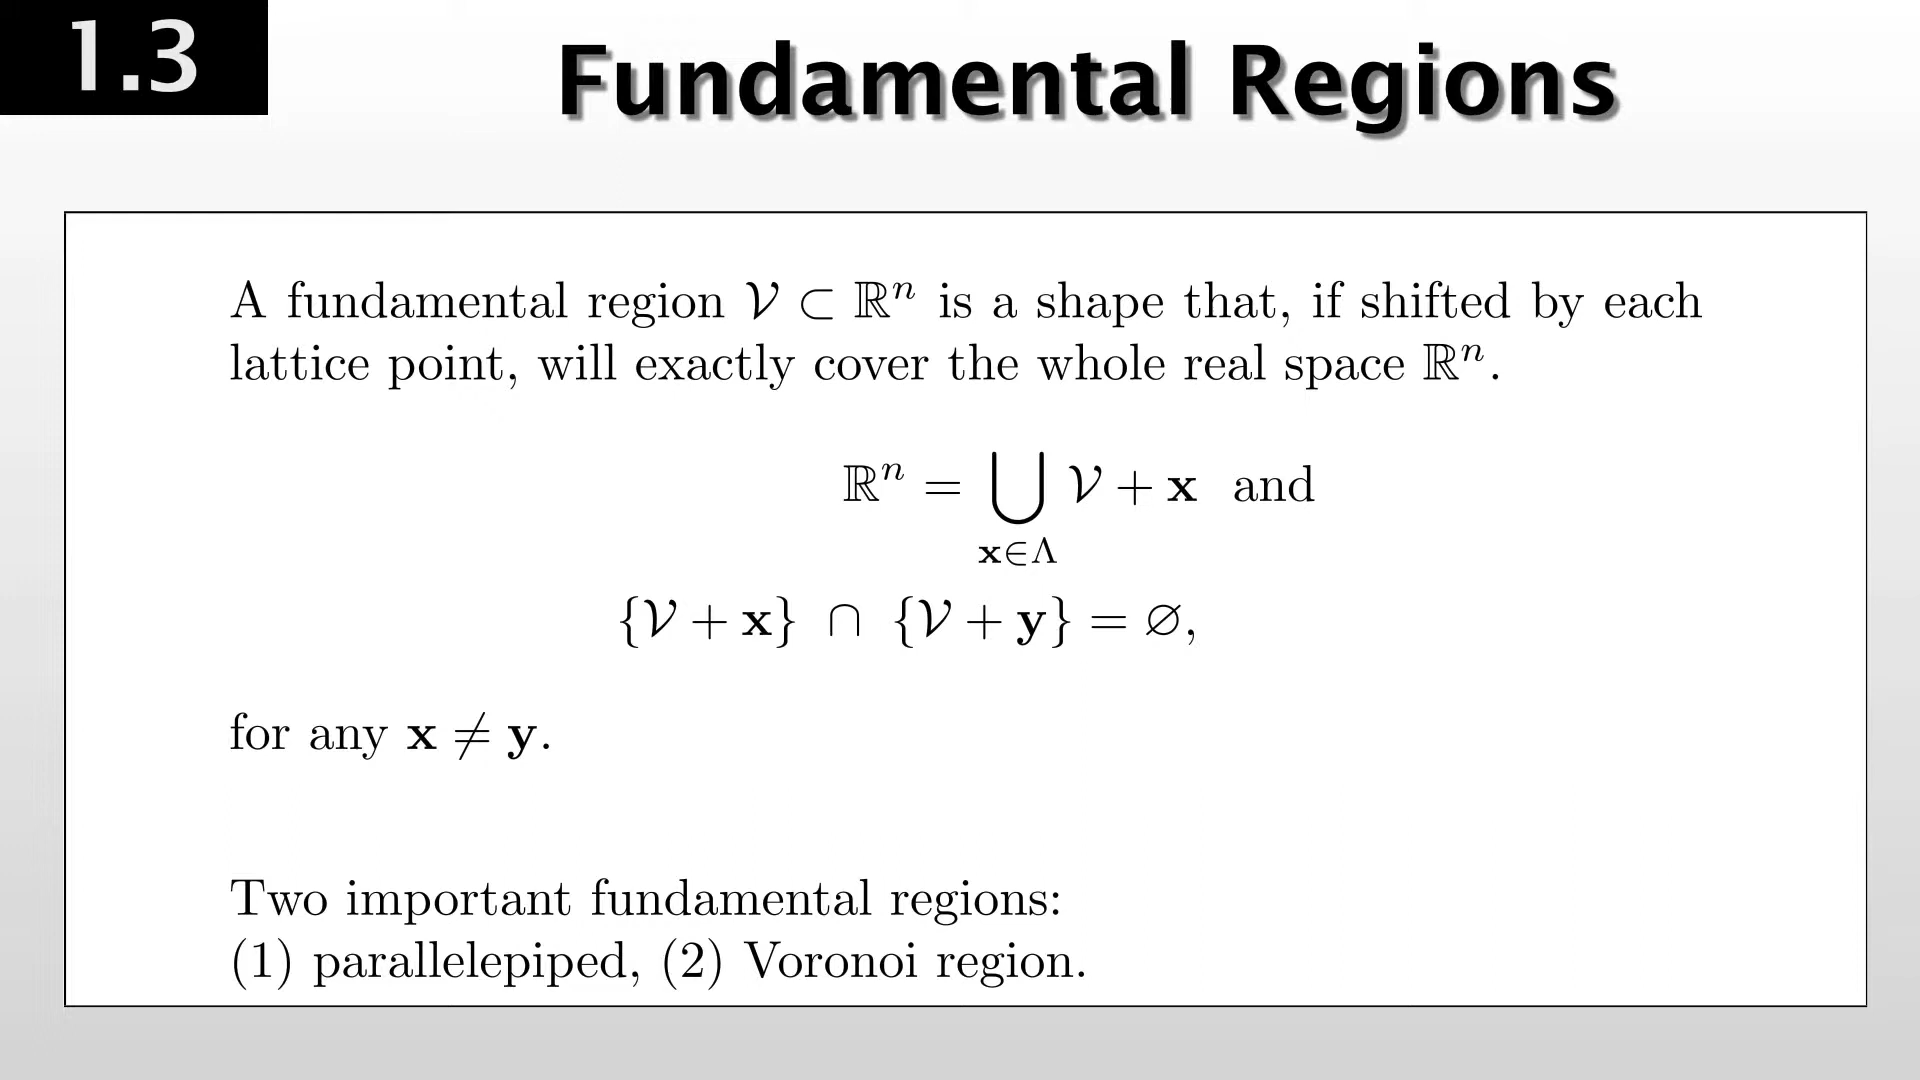 1.3
Fundamental Regions
A fundamental region 𝒱 ⊂ ℝⁿ is a shape that, if shifted by each
lattice point, will exactly cover the whole real space ℝⁿ.
ℝⁿ = ⋃ 𝒱 + x and
x∈Λ
{𝒱 + x} ∩ {𝒱 + y} = ∅,
for any x ≠ y.
Two important fundamental regions:
(1) parallelepiped, (2) Voronoi region.